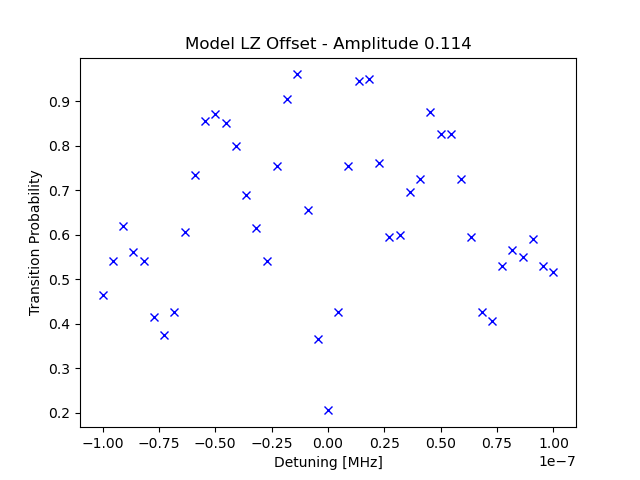 Model LZ Offset - Amplitude 0.114
Transition Probability
0.9
0.8
0.7
0.6
0.5
0.4
0.3
0.2
−1.00 −0.75 −0.50 −0.25 0.00 0.25 0.50 0.75 1.00
Detuning [MHz]
1e−7